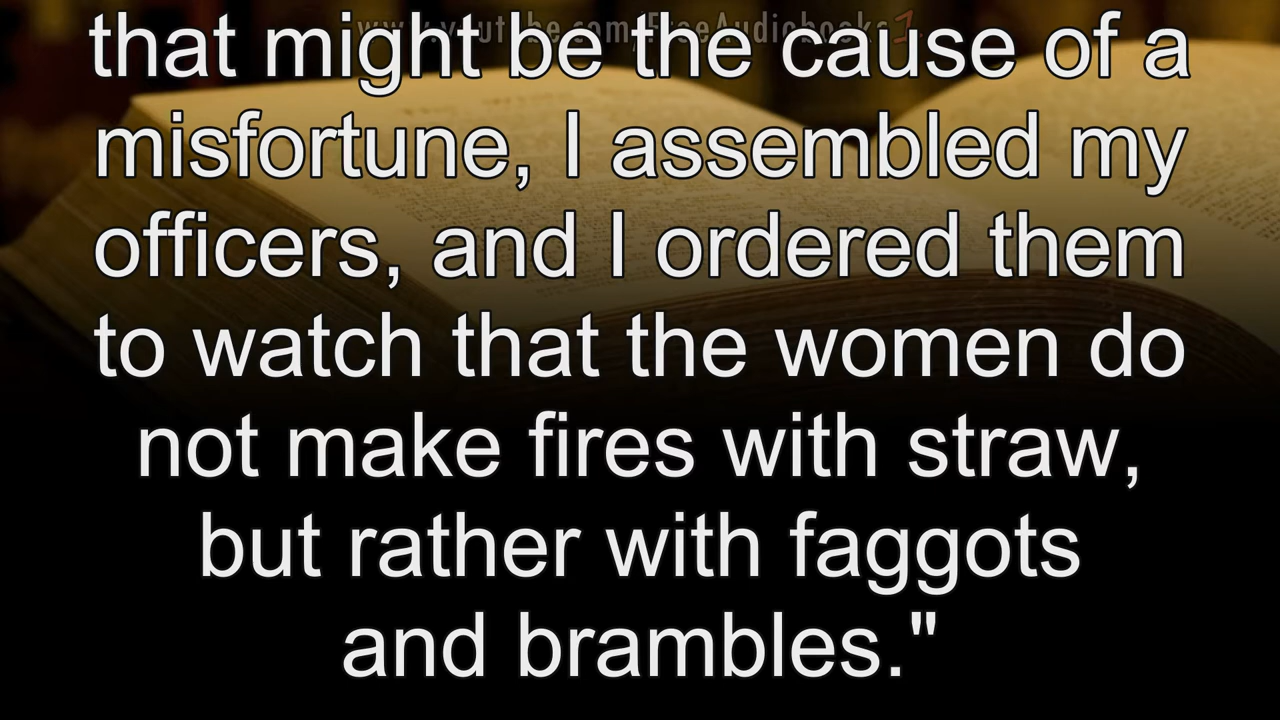 www.youtube.com/FreeAudiobooks1
that might be the cause of a
misfortune, I assembled my
officers, and I ordered them
to watch that the women do
not make fires with straw,
but rather with faggots
and brambles."